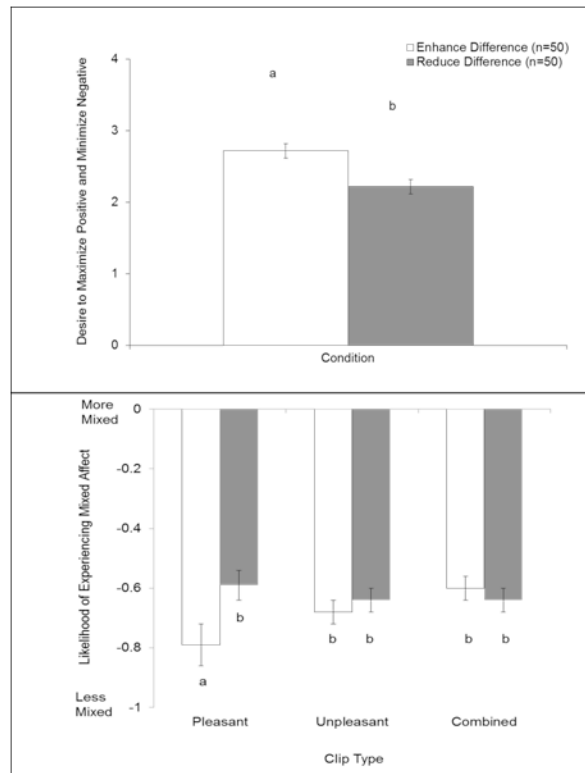 Enhance Difference (n=50)
Reduce Difference (n=50)
Desire to Maximize Positive and Minimize Negative
4
3
2
1
0
a
b
Condition
More
Mixed
Likelihood of Experiencing Mixed Affect
0
-0.2
-0.4
-0.6
-0.8
-1
Less
Mixed
a
b
b
b
b
b
Pleasant
Unpleasant
Combined
Clip Type